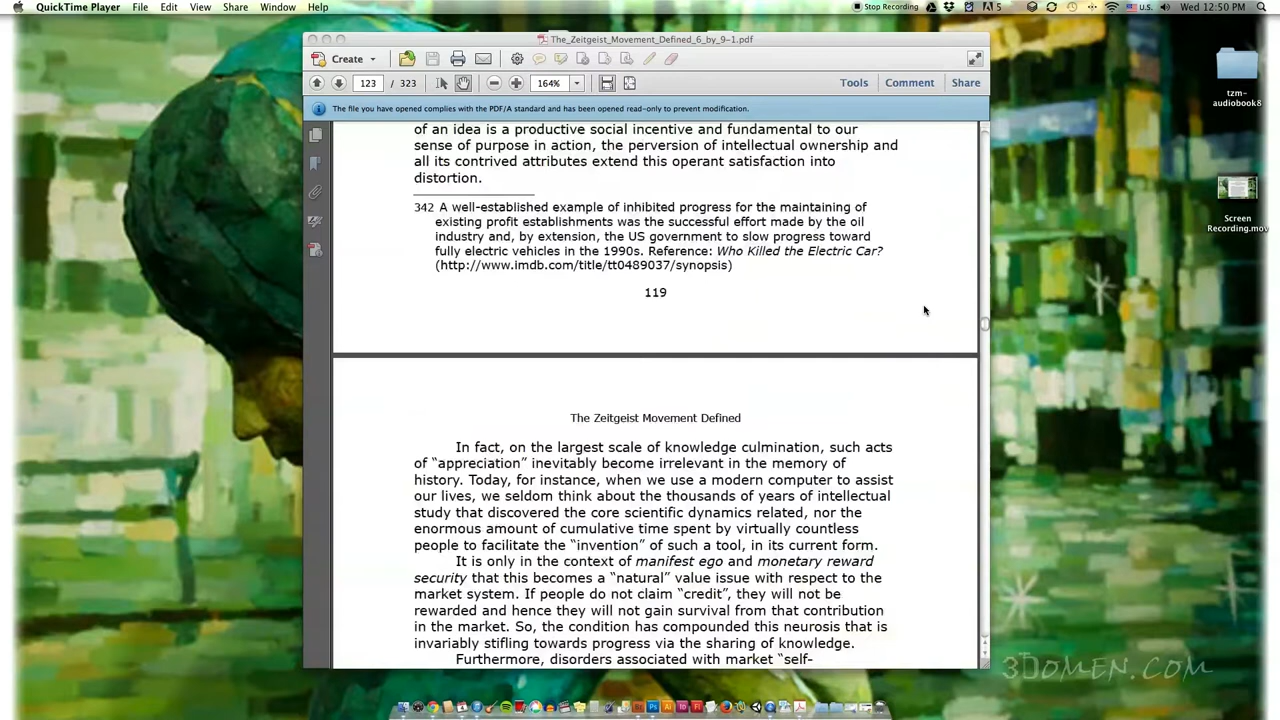 QuickTime Player File Edit View Share Window Help Stop Recording 5 U.S. Wed 12:50 PM
The_Zeitgeist_Movement_Defined_6_by_9-1.pdf
Create
123 / 323 164% Tools Comment Share
The file you have opened complies with the PDF/A standard and has been opened read-only to prevent modification.
tzm-
audiobook8
Screen
Recording.mov
of an idea is a productive social incentive and fundamental to our
sense of purpose in action, the perversion of intellectual ownership and
all its contrived attributes extend this operant satisfaction into
distortion.
342 A well-established example of inhibited progress for the maintaining of
existing profit establishments was the successful effort made by the oil
industry and, by extension, the US government to slow progress toward
fully electric vehicles in the 1990s. Reference: Who Killed the Electric Car?
(http://www.imdb.com/title/tt0489037/synopsis)
119
The Zeitgeist Movement Defined
In fact, on the largest scale of knowledge culmination, such acts
of “appreciation” inevitably become irrelevant in the memory of
history. Today, for instance, when we use a modern computer to assist
our lives, we seldom think about the thousands of years of intellectual
study that discovered the core scientific dynamics related, nor the
enormous amount of cumulative time spent by virtually countless
people to facilitate the “invention” of such a tool, in its current form.
It is only in the context of manifest ego and monetary reward
security that this becomes a “natural” value issue with respect to the
market system. If people do not claim “credit”, they will not be
rewarded and hence they will not gain survival from that contribution
in the market. So, the condition has compounded this neurosis that is
invariably stifling towards progress via the sharing of knowledge.
Furthermore, disorders associated with market “self-
3DOMEN.COM